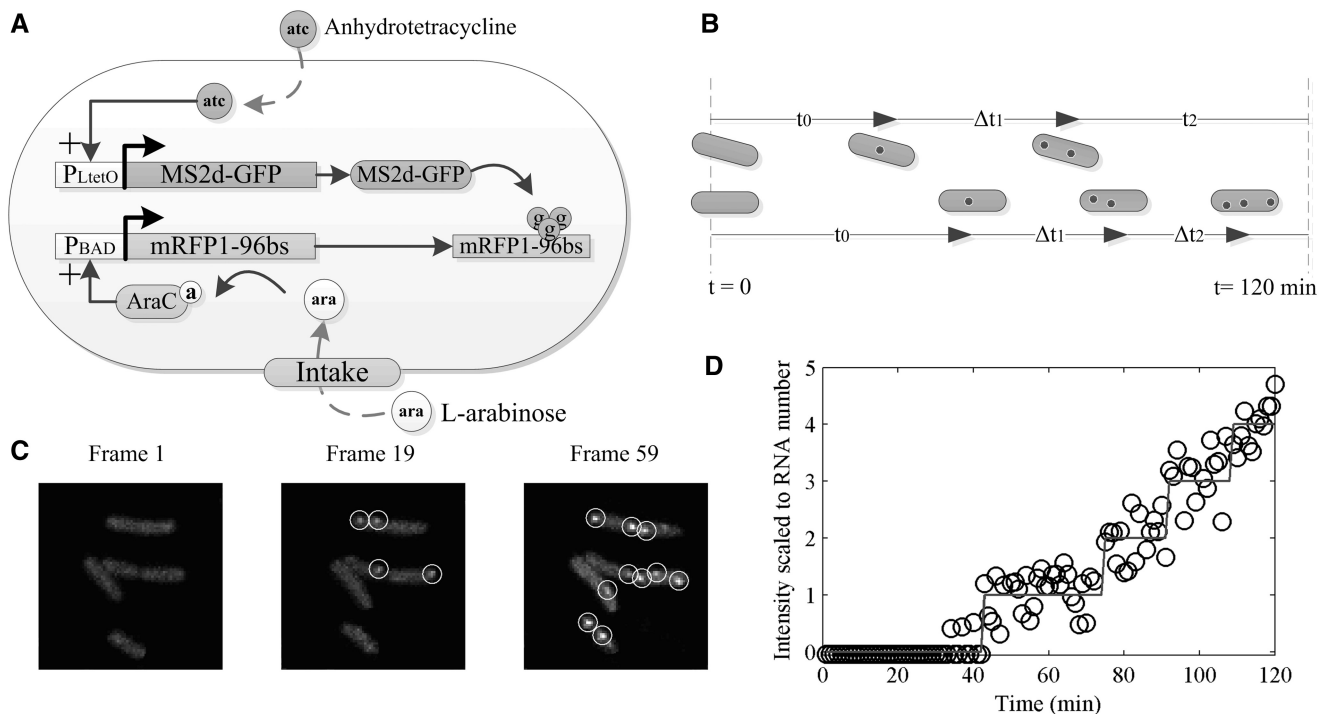 A
atc Anhydrotetracycline
atc
+
PLtetO MS2d-GFP MS2d-GFP
g g
g
PBAD mRFP1-96bs mRFP1-96bs
+
AraC a
ara
Intake
ara L-arabinose
B
t0 Δt1 t2
t0 Δt1 Δt2
t = 0 t= 120 min
C
Frame 1 Frame 19 Frame 59
D
Intensity scaled to RNA number
5
4
3
2
1
0
0 20 40 60 80 100 120
Time (min)